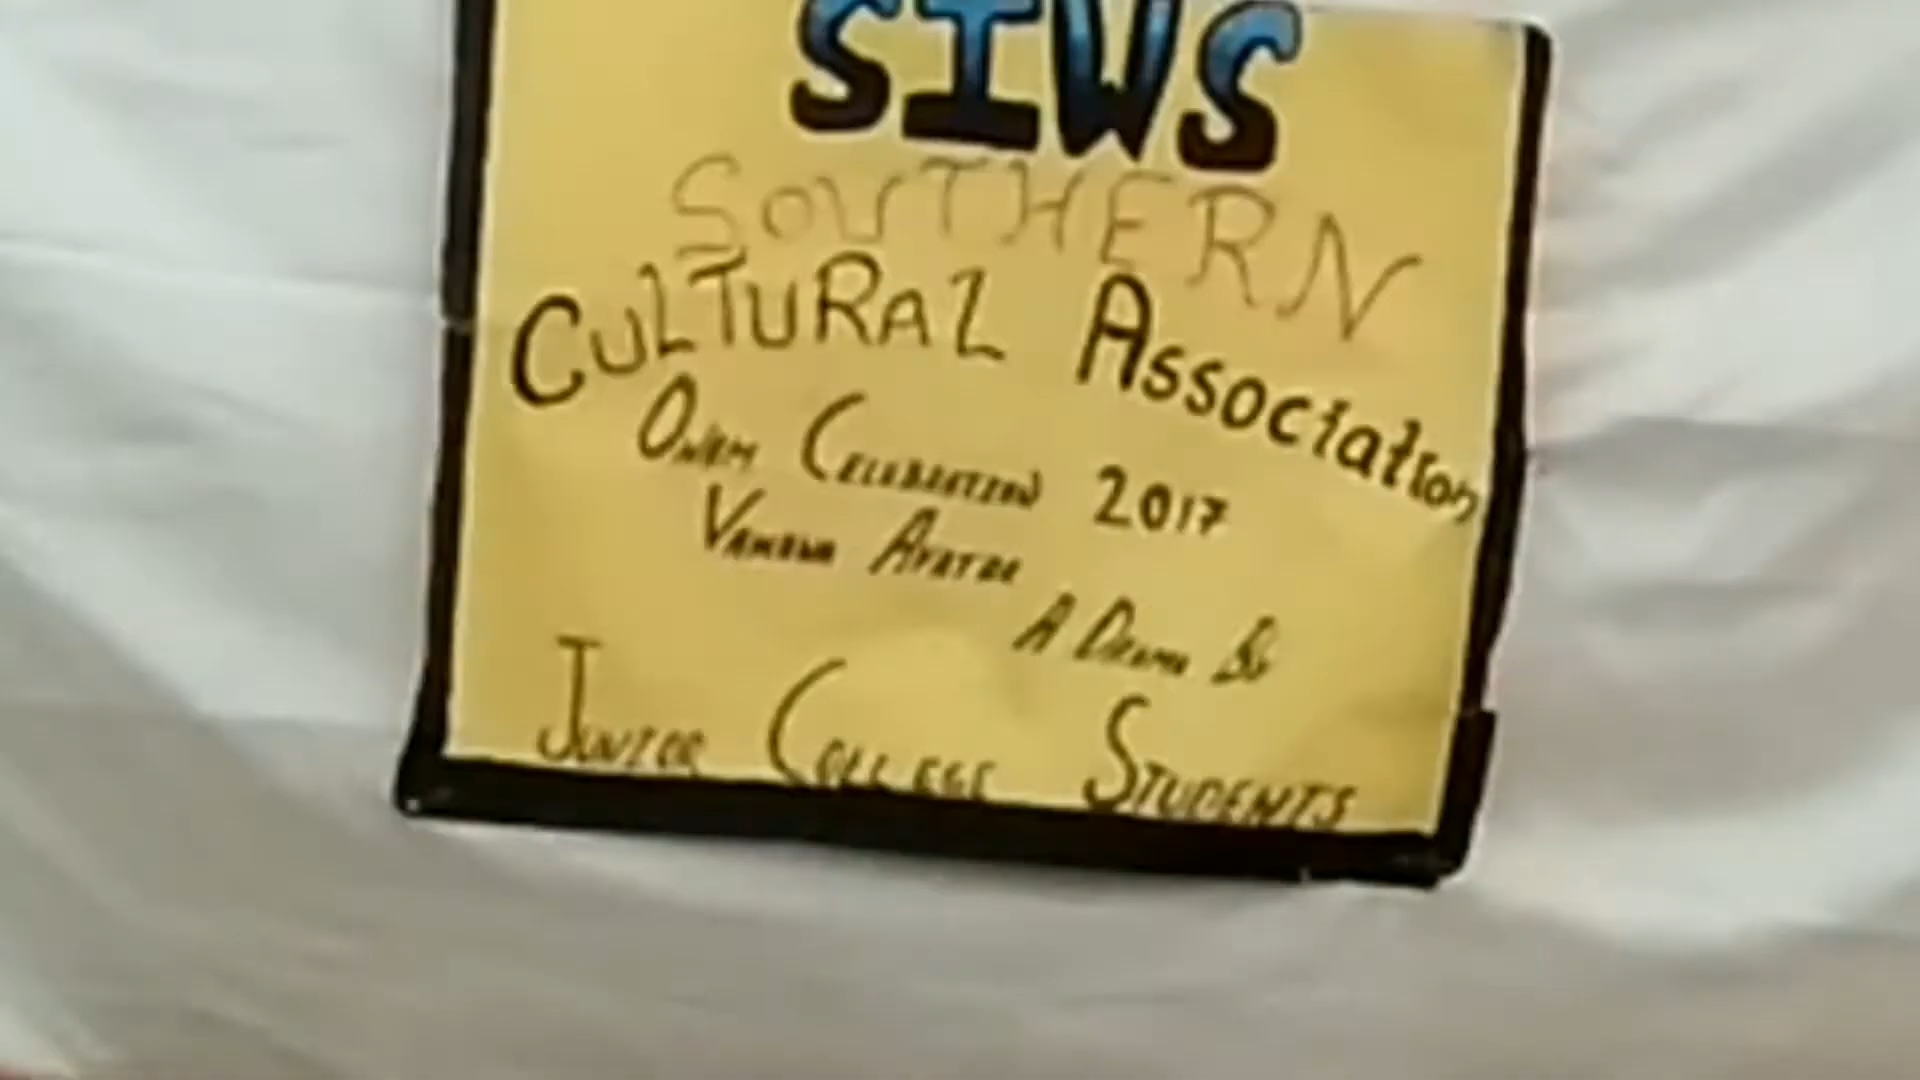 SIWS
SOUTHERN
CULTURAL Association
ONAM CELEBRATION 2017
VAMANA AVATAR
A DRAMA By
JUNIOR COLLEGE STUDENTS